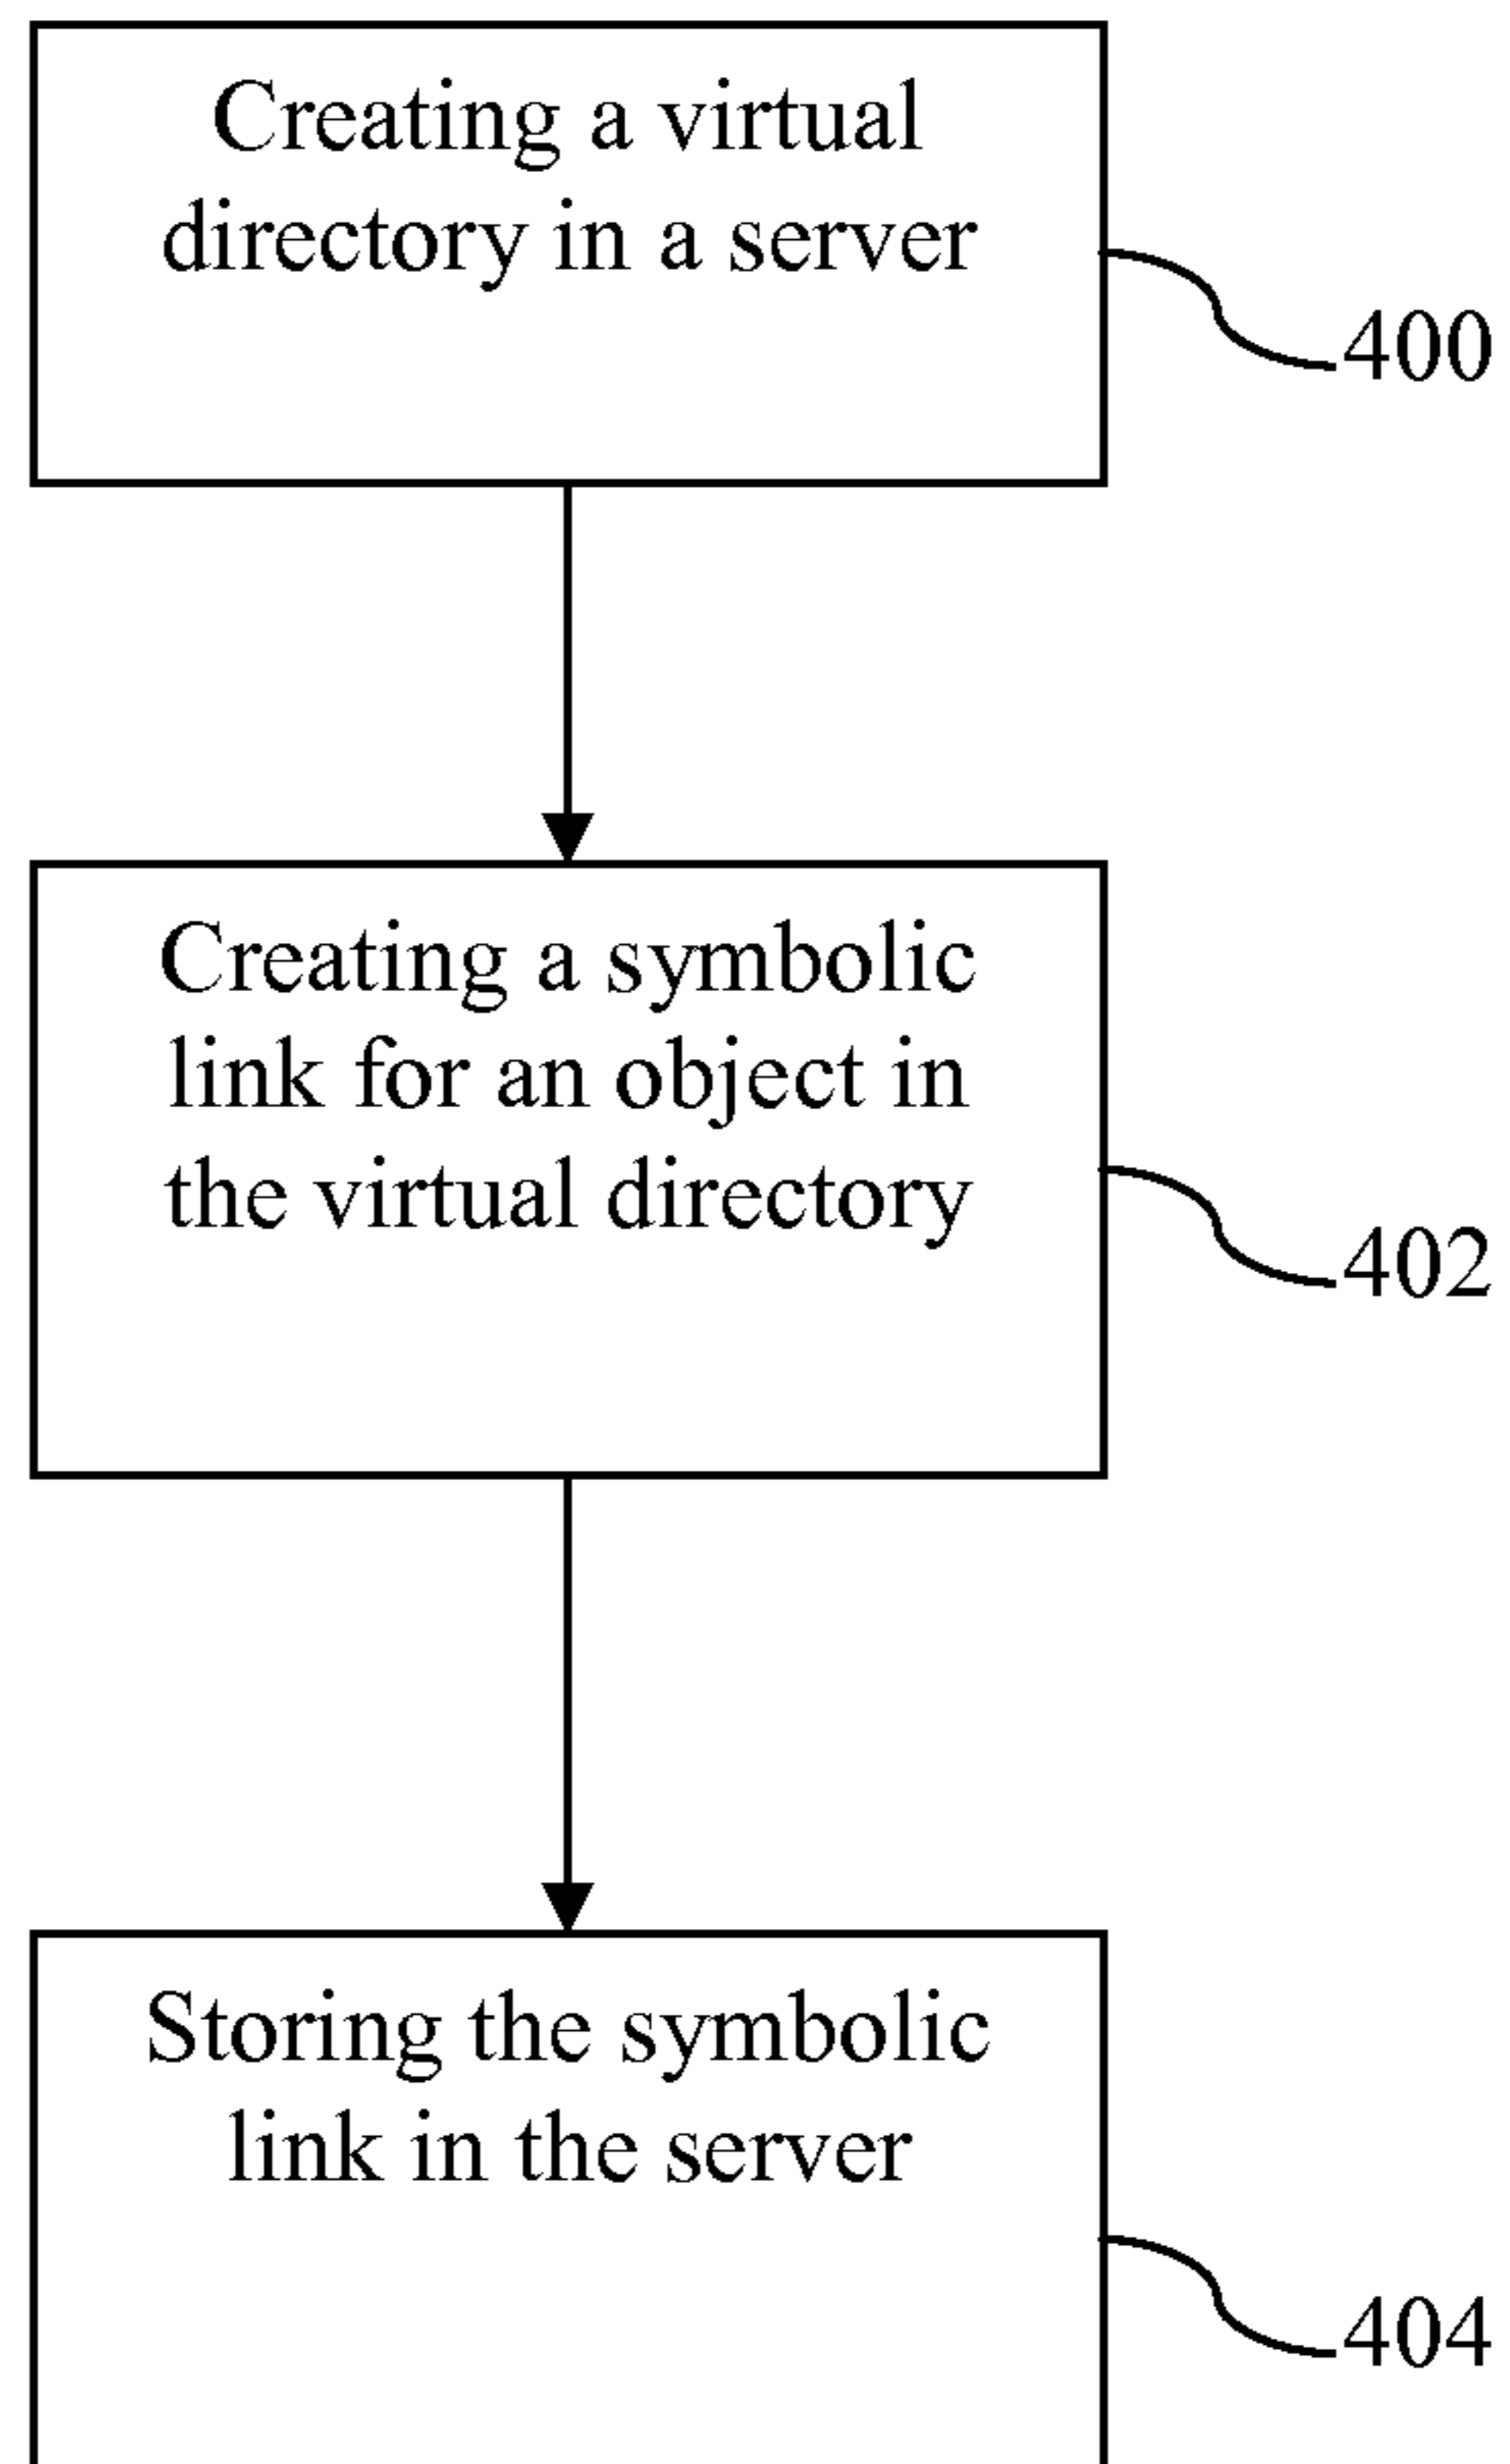 Creating a virtual
directory in a server
400
Creating a symbolic
link for an object in
the virtual directory
402
Storing the symbolic
link in the server
404